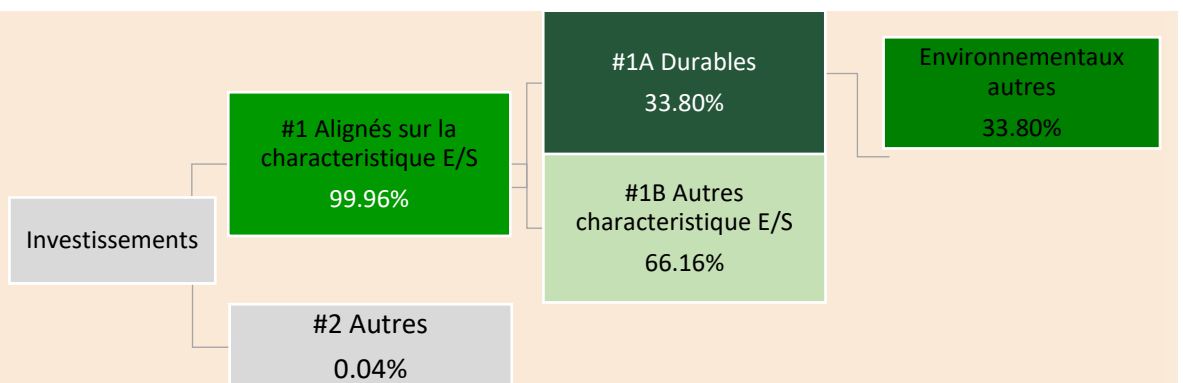 Investissements
#1 Alignés sur la
characteristique E/S
99.96%
#2 Autres
0.04%
#1A Durables
33.80%
#1B Autres
characteristique E/S
66.16%
Environnementaux
autres
33.80%